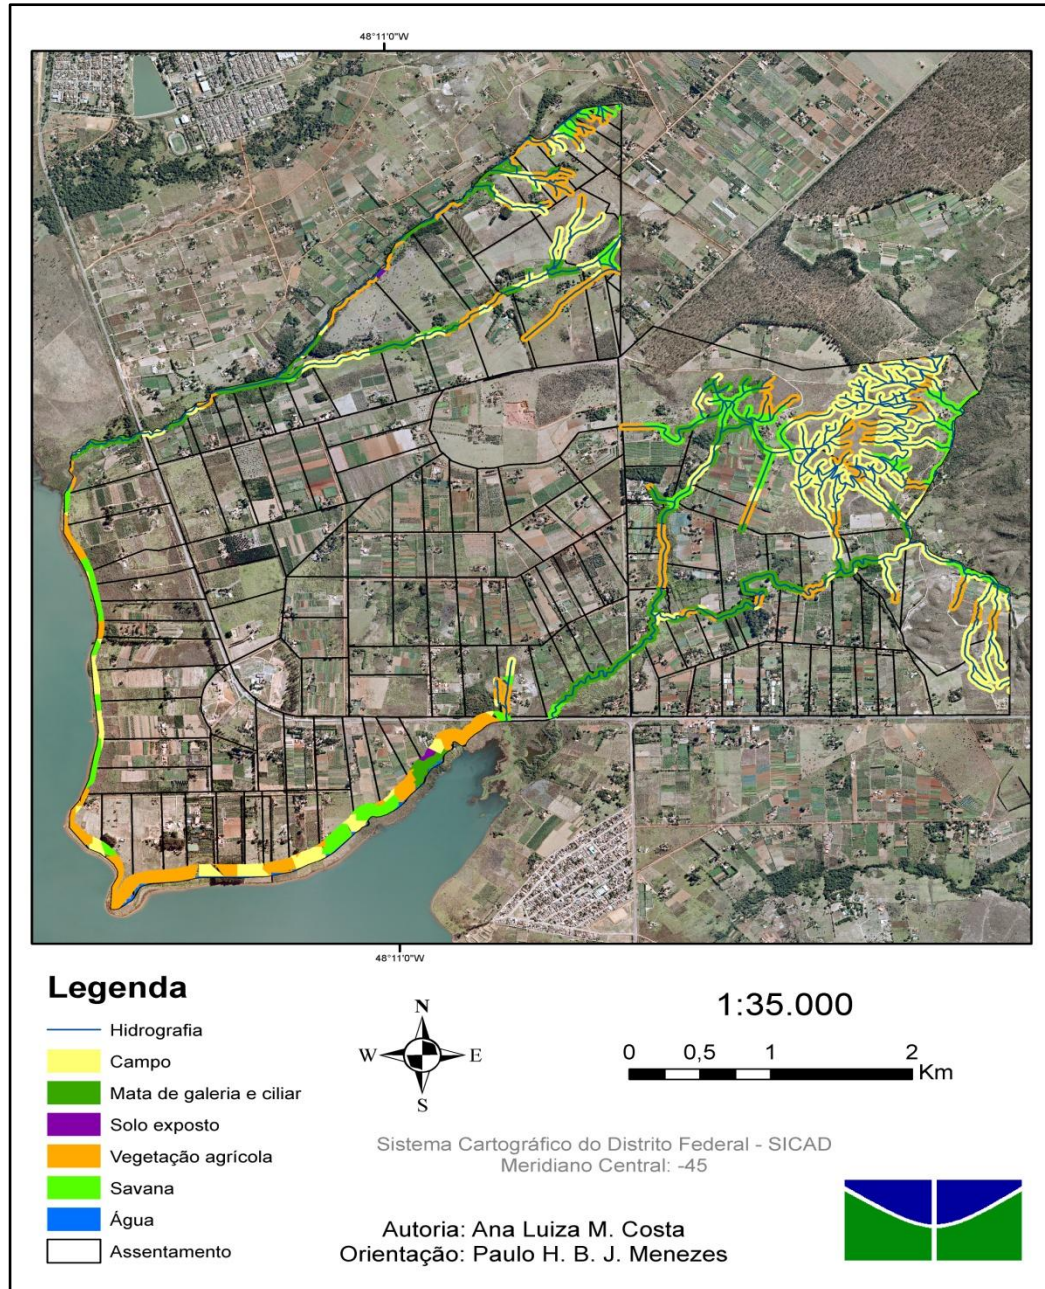 48°11'0"W
48°11'0"W
Legenda
Hidrografia
Campo
Mata de galeria e ciliar
Solo exposto
Vegetação agrícola
Savana
Água
Assentamento
N
W
E
S
1:35.000
0 0,5 1 2
Km
Sistema Cartográfico do Distrito Federal - SICAD
Meridiano Central: -45
Autoria: Ana Luiza M. Costa
Orientação: Paulo H. B. J. Menezes